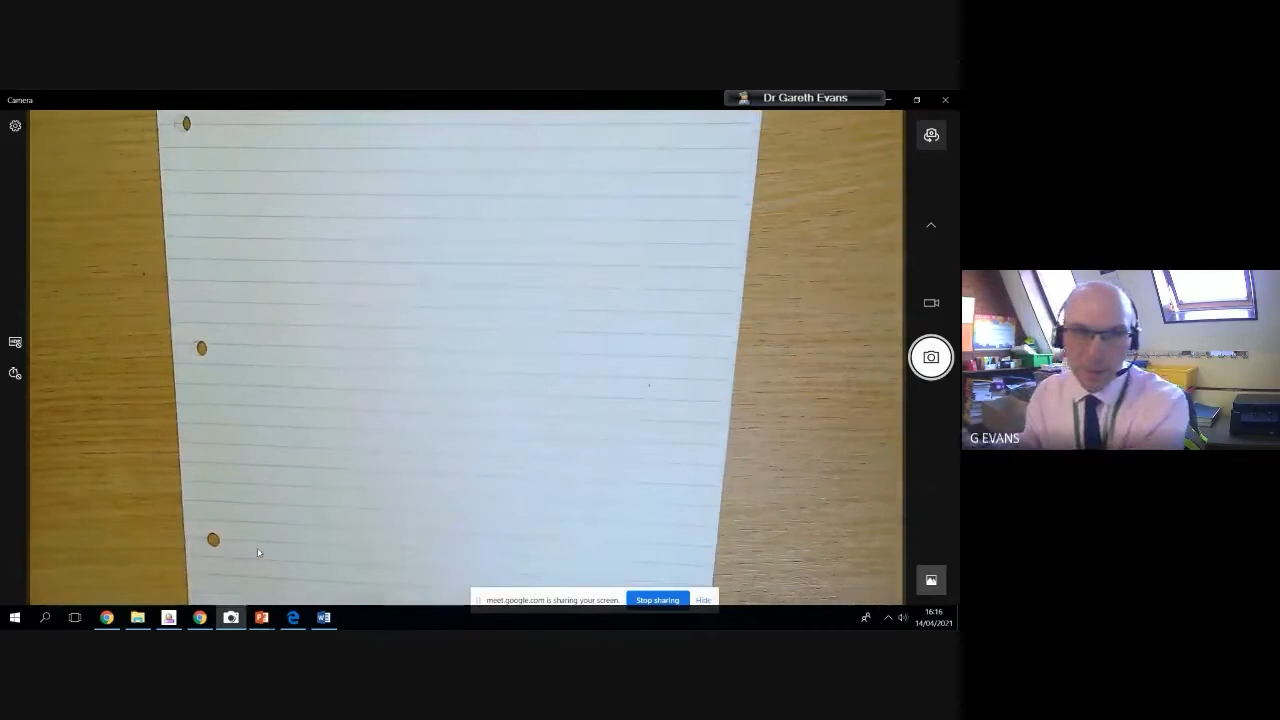 Camera
Dr Gareth Evans
G EVANS
meet.google.com is sharing your screen.
Stop sharing
Hide
16:16
14/04/2021